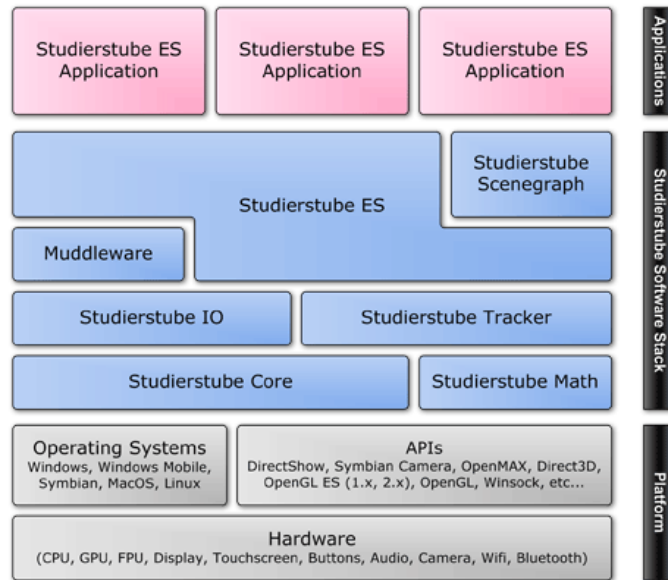 Studierstube ES
Application
Studierstube ES
Application
Studierstube ES
Application
Applications
Studierstube ES
Studierstube
Scenegraph
Muddleware
Studierstube IO
Studierstube Tracker
Studierstube Core
Studierstube Math
Studierstube Software Stack
Operating Systems
Windows, Windows Mobile,
Symbian, MacOS, Linux
APIs
DirectShow, Symbian Camera, OpenMAX, Direct3D,
OpenGL ES (1.x, 2.x), OpenGL, Winsock, etc...
Hardware
(CPU, GPU, FPU, Display, Touchscreen, Buttons, Audio, Camera, Wifi, Bluetooth)
Platform